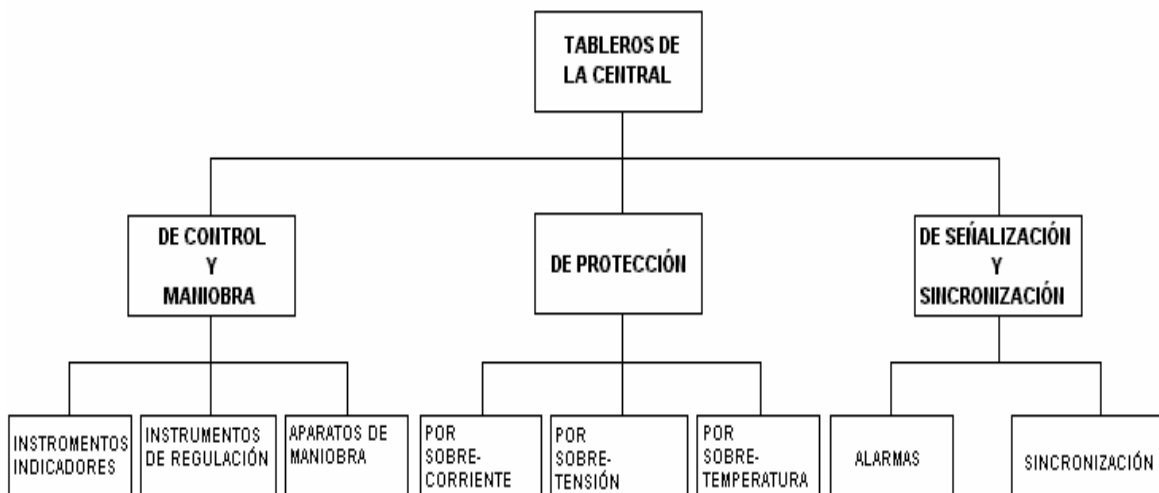 TABLEROS DE
LA CENTRAL
DE CONTROL
Y
MANIOBRA
DE PROTECCIÓN
DE SEÑALIZACIÓN
Y
SINCRONIZACIÓN
INSTROMENTOS
INDICADORES
INSTRUMENTOS
DE REGULACIÓN
APARATOS DE
MANIOBRA
POR
SOBRE-
CORRIENTE
POR
SOBRE-
TENSIÓN
POR
SOBRE-
TEMPERATURA
ALARMAS
SINCRONIZACIÓN